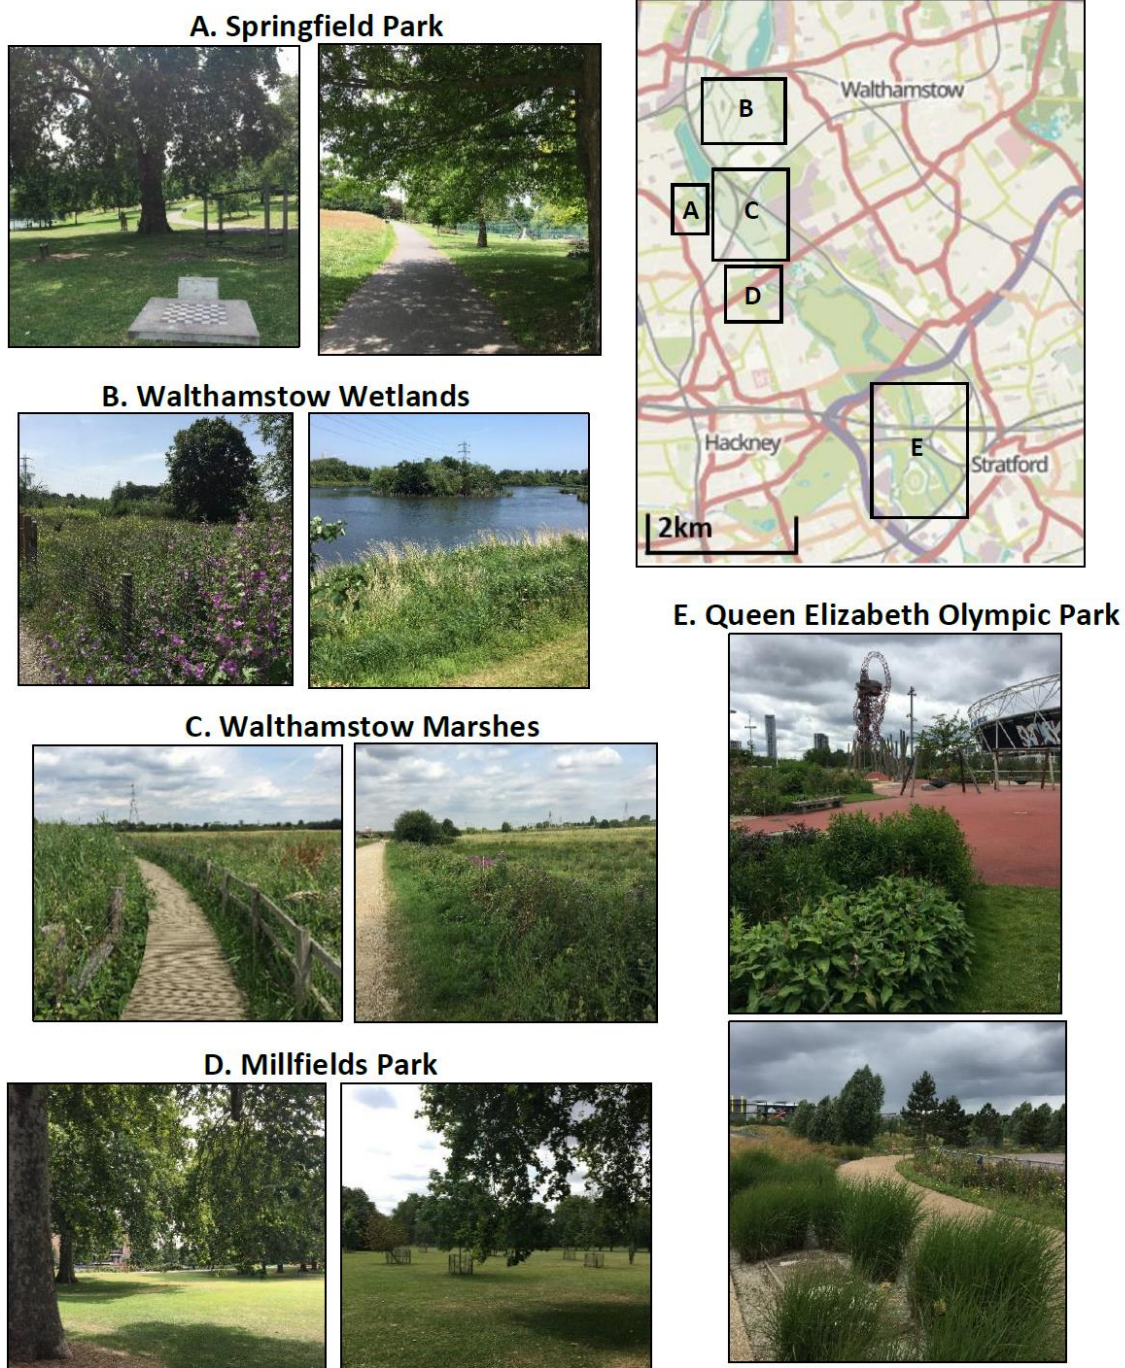 A. Springfield Park
B
Walthamstow
A
C
D
Hackney
E
Stratford
2km
B. Walthamstow Wetlands
C. Walthamstow Marshes
D. Millfields Park
E. Queen Elizabeth Olympic Park